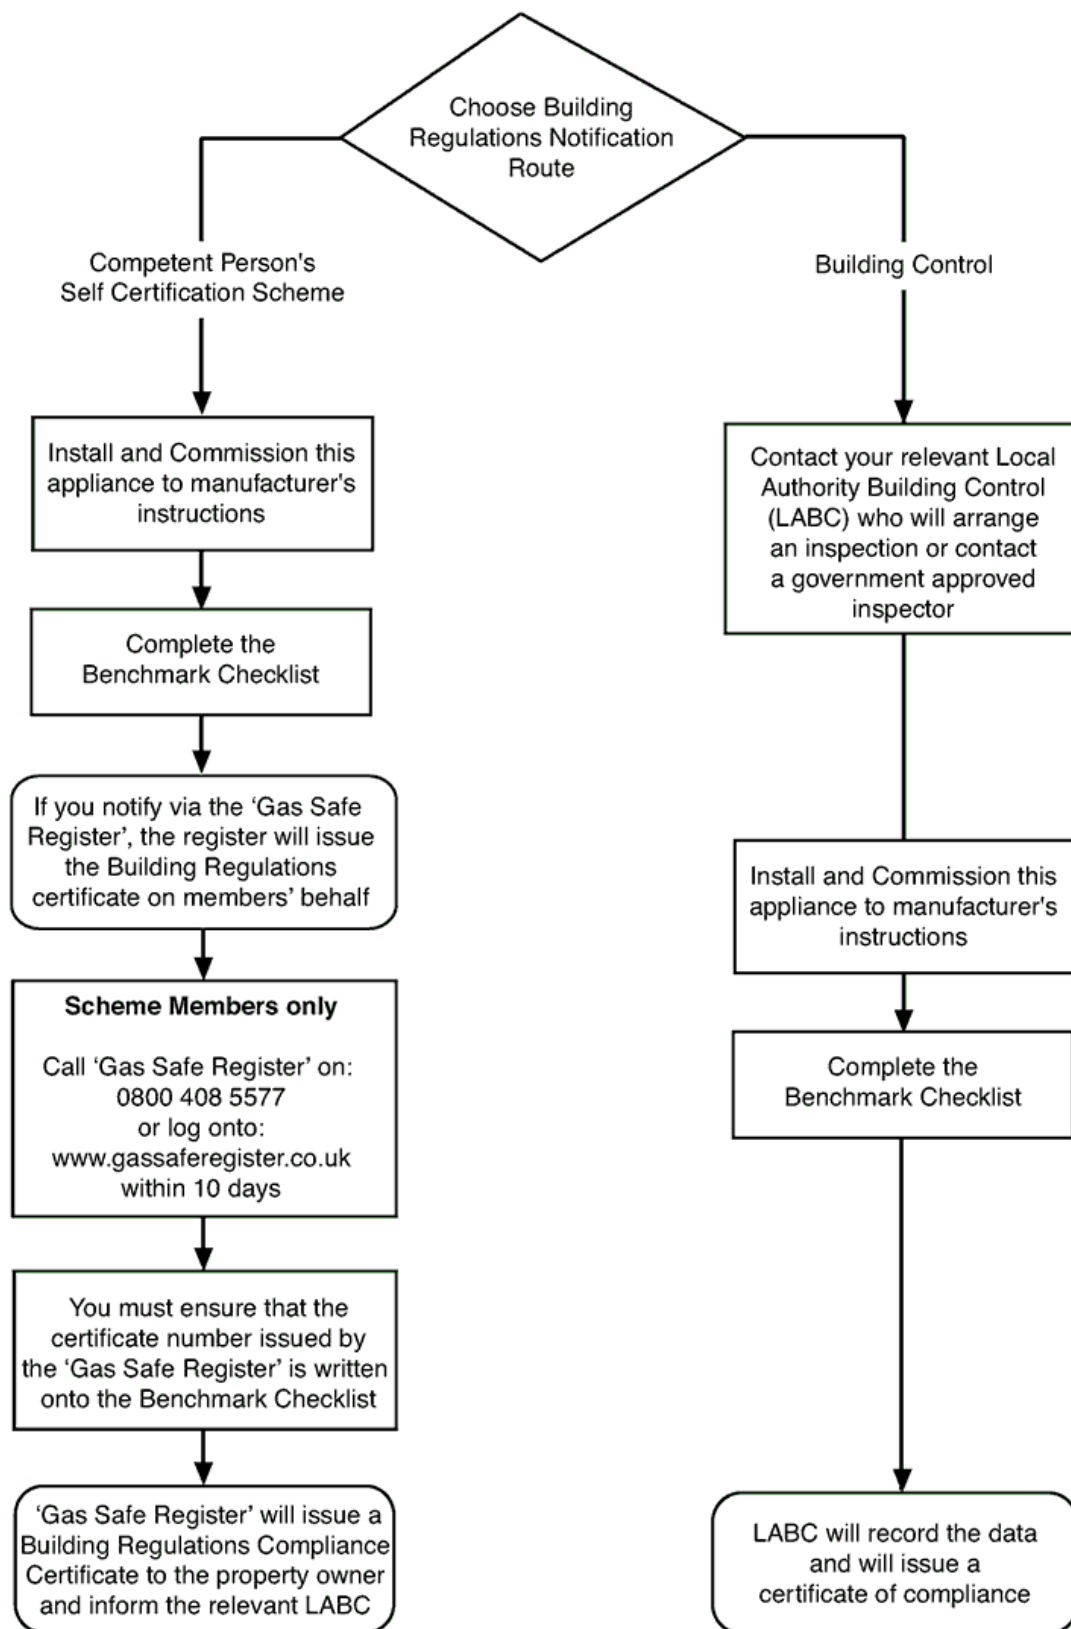 Choose Building
Regulations Notification
Route
Competent Person's
Self Certification Scheme
Building Control
Install and Commission this
appliance to manufacturer's
instructions
Complete the
Benchmark Checklist
If you notify via the ‘Gas Safe
Register’, the register will issue
the Building Regulations
certificate on members’ behalf
Scheme Members only
Call ‘Gas Safe Register’ on:
0800 408 5577
or log onto:
www.gassaferegister.co.uk
within 10 days
You must ensure that the
certificate number issued by
the ‘Gas Safe Register’ is written
onto the Benchmark Checklist
‘Gas Safe Register’ will issue a
Building Regulations Compliance
Certificate to the property owner
and inform the relevant LABC
Contact your relevant Local
Authority Building Control
(LABC) who will arrange
an inspection or contact
a government approved
inspector
Install and Commission this
appliance to manufacturer's
instructions
Complete the
Benchmark Checklist
LABC will record the data
and will issue a
certificate of compliance